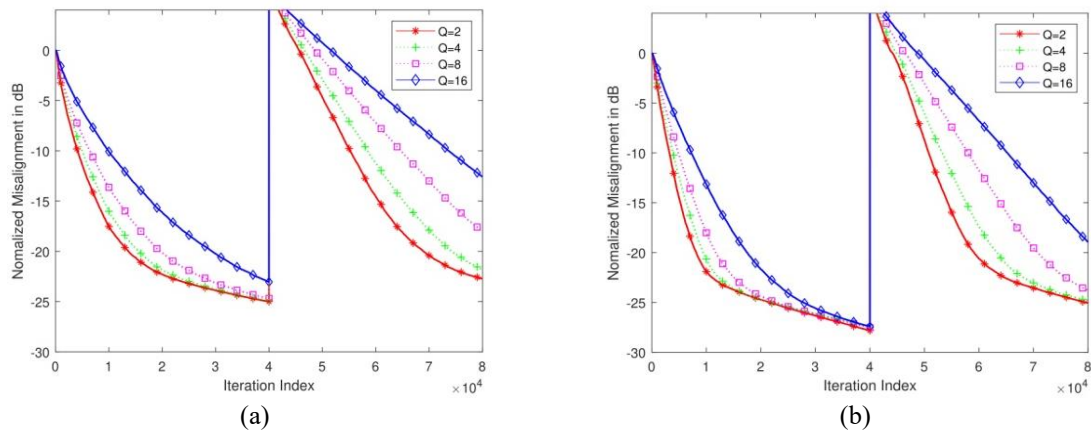 Nomalized Misalignment in dB
0
-5
-10
-15
-20
-25
-30
0 1 2 3 4 5 6 7 8
Iteration Index
×10⁴
Q=2
Q=4
Q=8
Q=16
(a)
Nomalized Misalignment in dB
0
-5
-10
-15
-20
-25
-30
0 1 2 3 4 5 6 7 8
Iteration Index
×10⁴
Q=2
Q=4
Q=8
Q=16
(b)